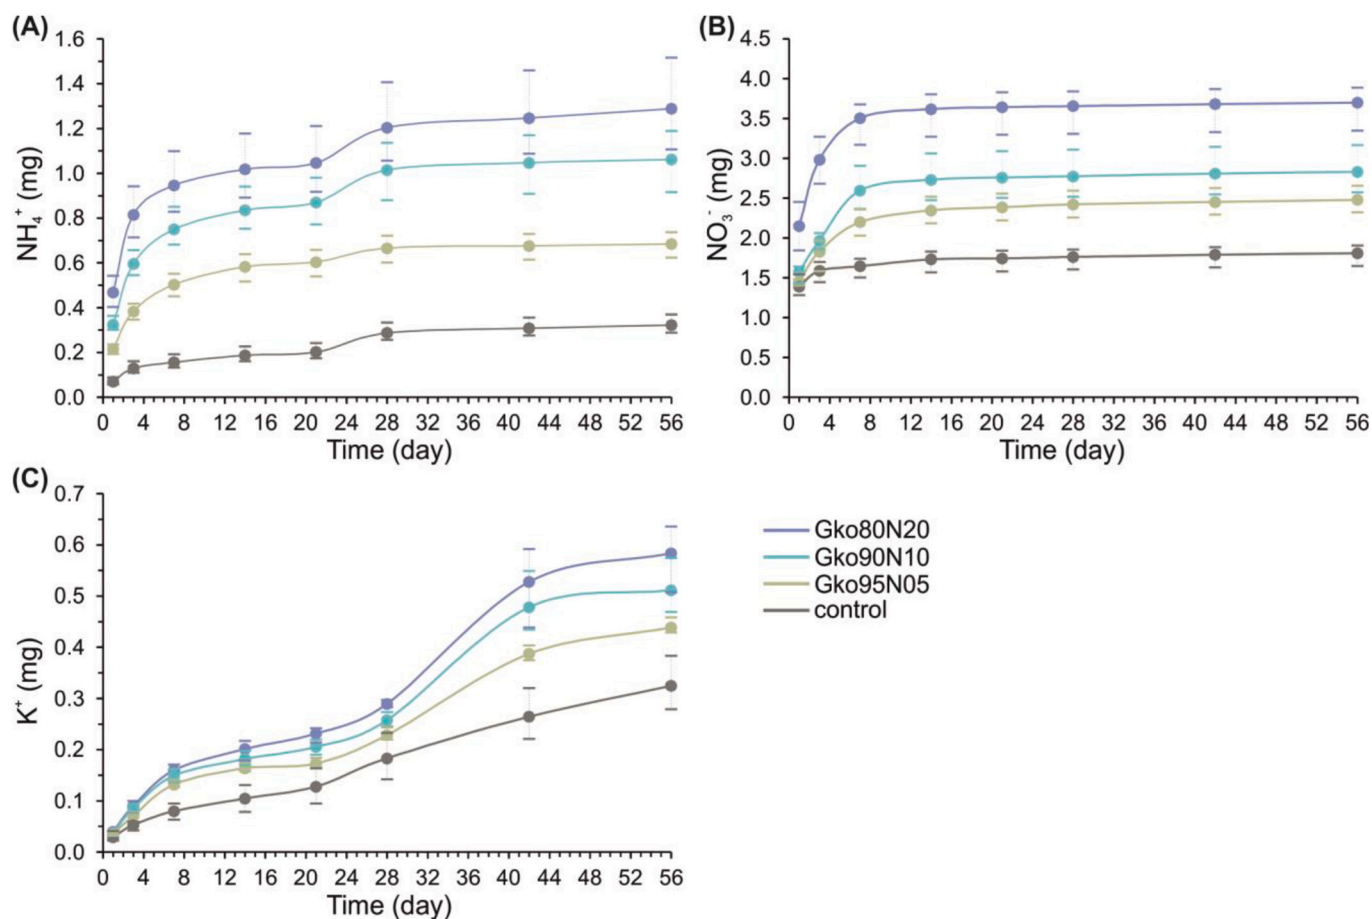 (A)
1.6
1.4
1.2
1.0
0.8
0.6
0.4
0.2
0.0
NH₄⁺ (mg)
0 4 8 12 16 20 24 28 32 36 40 44 48 52 56
Time (day)
(B)
4.5
4.0
3.5
3.0
2.5
2.0
1.5
1.0
0.5
0.0
NO₃⁻ (mg)
0 4 8 12 16 20 24 28 32 36 40 44 48 52 56
Time (day)
(C)
0.7
0.6
0.5
0.4
0.3
0.2
0.1
0.0
K⁺ (mg)
0 4 8 12 16 20 24 28 32 36 40 44 48 52 56
Time (day)
Gko80N20
Gko90N10
Gko95N05
control